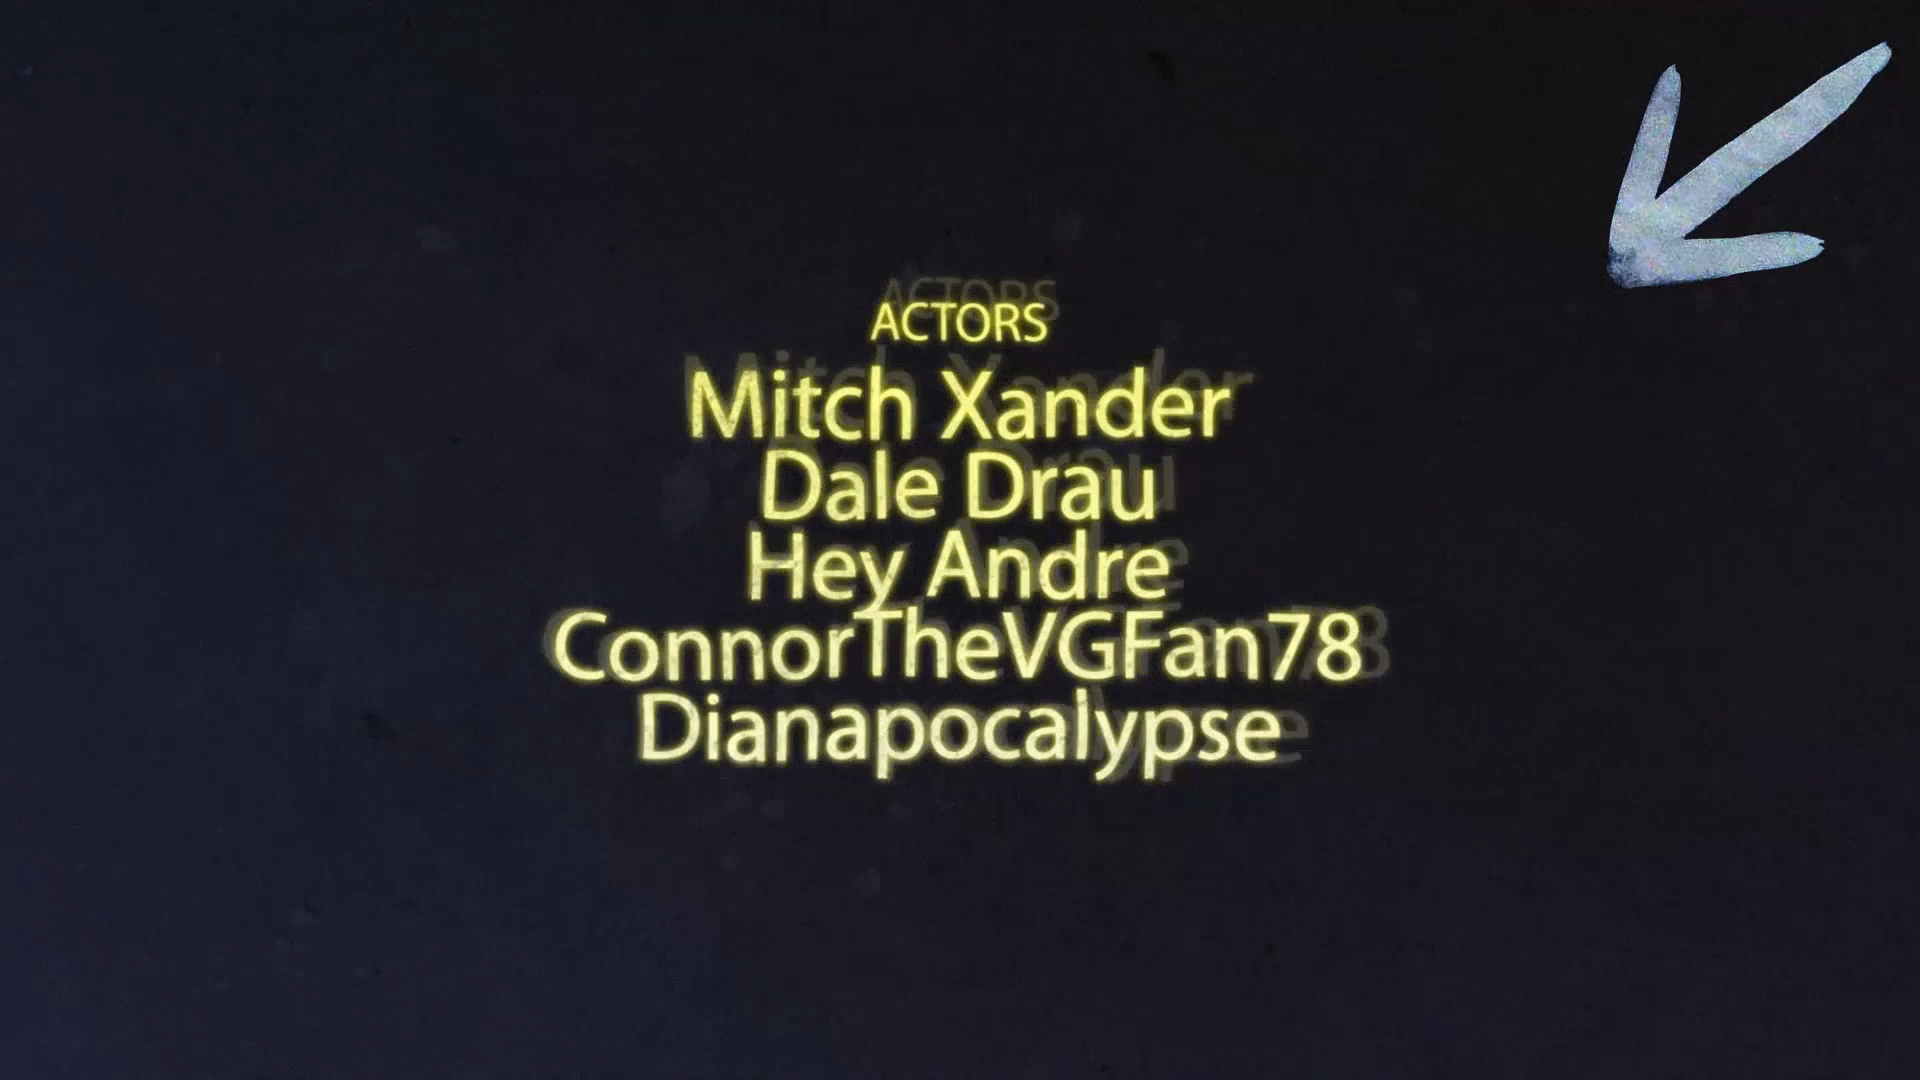 ACTORS
Mitch Xander
Dale Drau
Hey Andre
ConnorTheVGFan78
Dianapocalypse